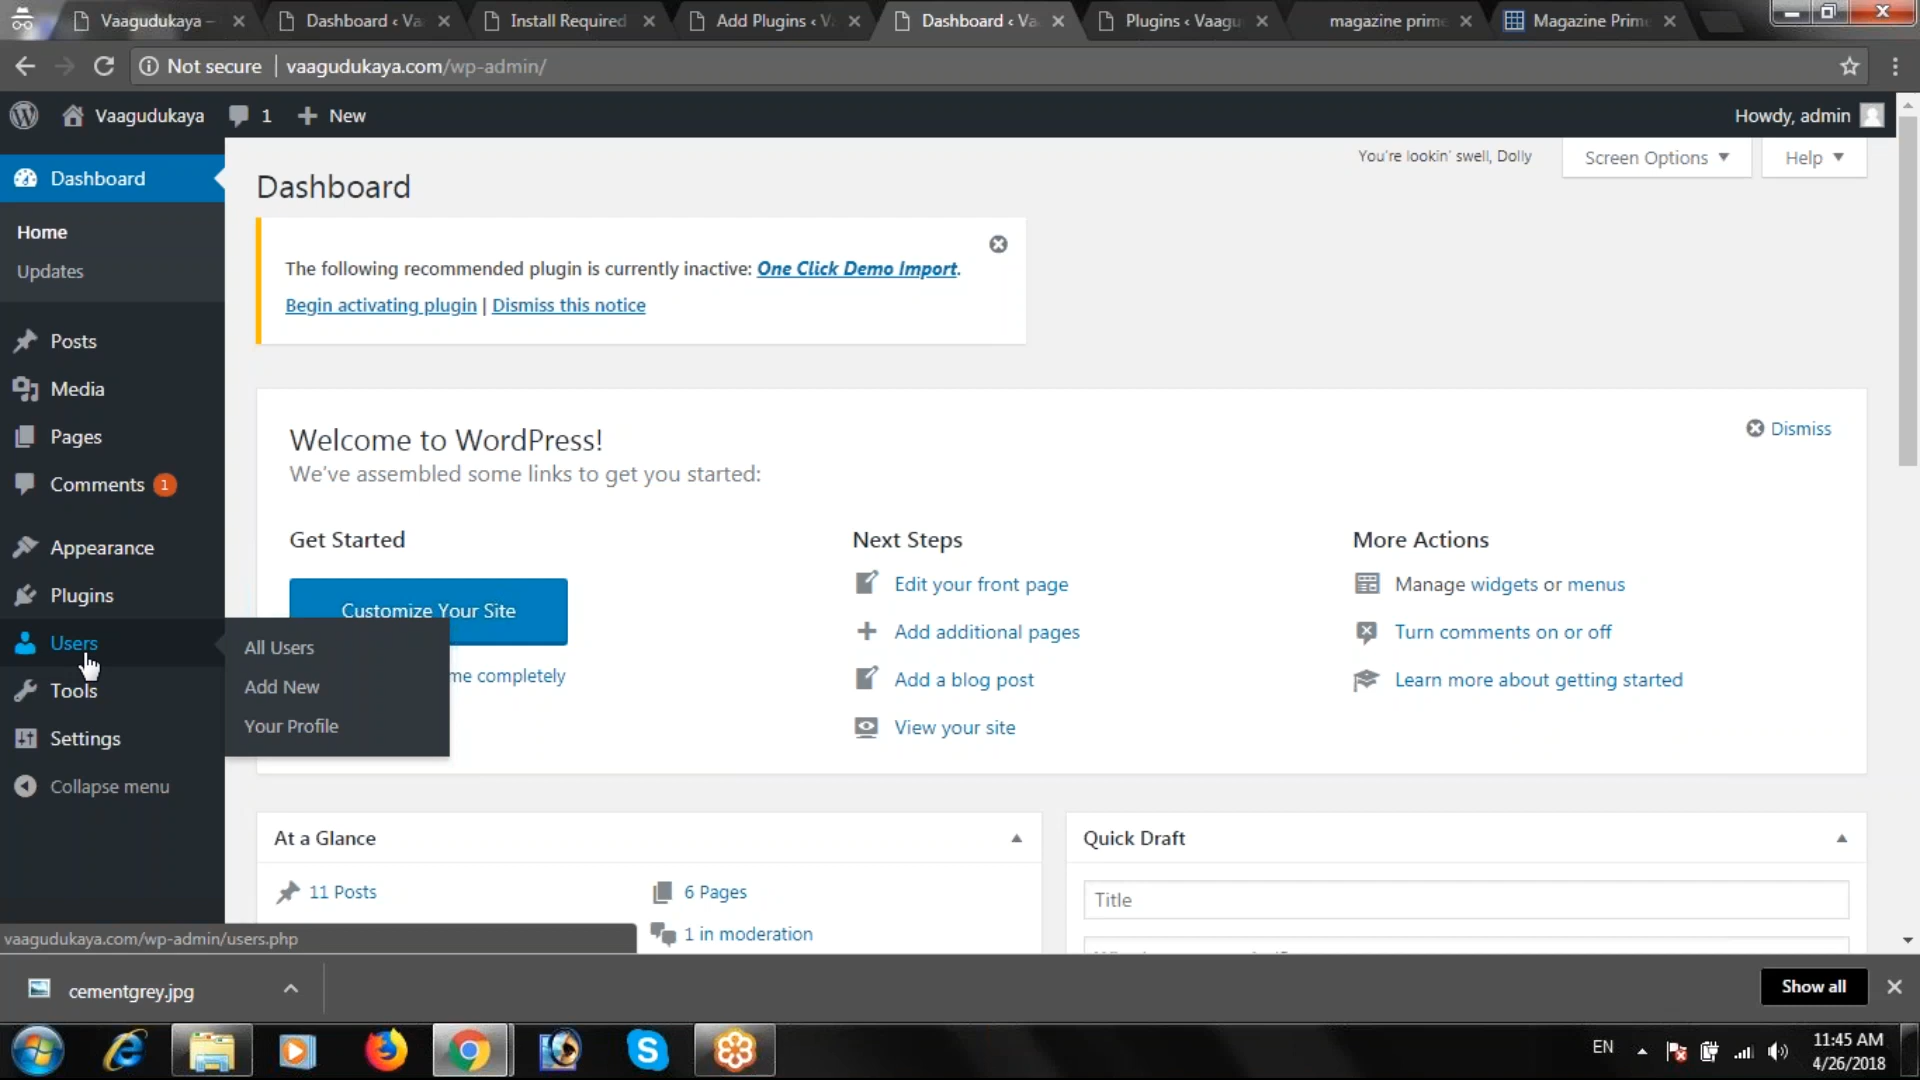 Vaagudukaya –
Dashboard ‹ Va
Install Required
Add Plugins ‹ V
Dashboard ‹ Va
Plugins ‹ Vaagu
magazine prime
Magazine Prime
Not secure | vaagudukaya.com/wp-admin/
Vaagudukaya 1 + New
Howdy, admin
Dashboard
Home
Updates
Posts
Media
Pages
Comments 1
Appearance
Plugins
Users
Tools
Settings
Collapse menu
All Users
Add New
Your Profile
You're lookin' swell, Dolly
Screen Options
Help
Dashboard
The following recommended plugin is currently inactive: One Click Demo Import.
Begin activating plugin | Dismiss this notice
Welcome to WordPress!
Dismiss
We've assembled some links to get you started:
Get Started
Customize Your Site
me completely
Next Steps
Edit your front page
Add additional pages
Add a blog post
View your site
More Actions
Manage widgets or menus
Turn comments on or off
Learn more about getting started
At a Glance
11 Posts
6 Pages
1 in moderation
Quick Draft
Title
vaagudukaya.com/wp-admin/users.php
cementgrey.jpg
Show all
EN
11:45 AM
4/26/2018